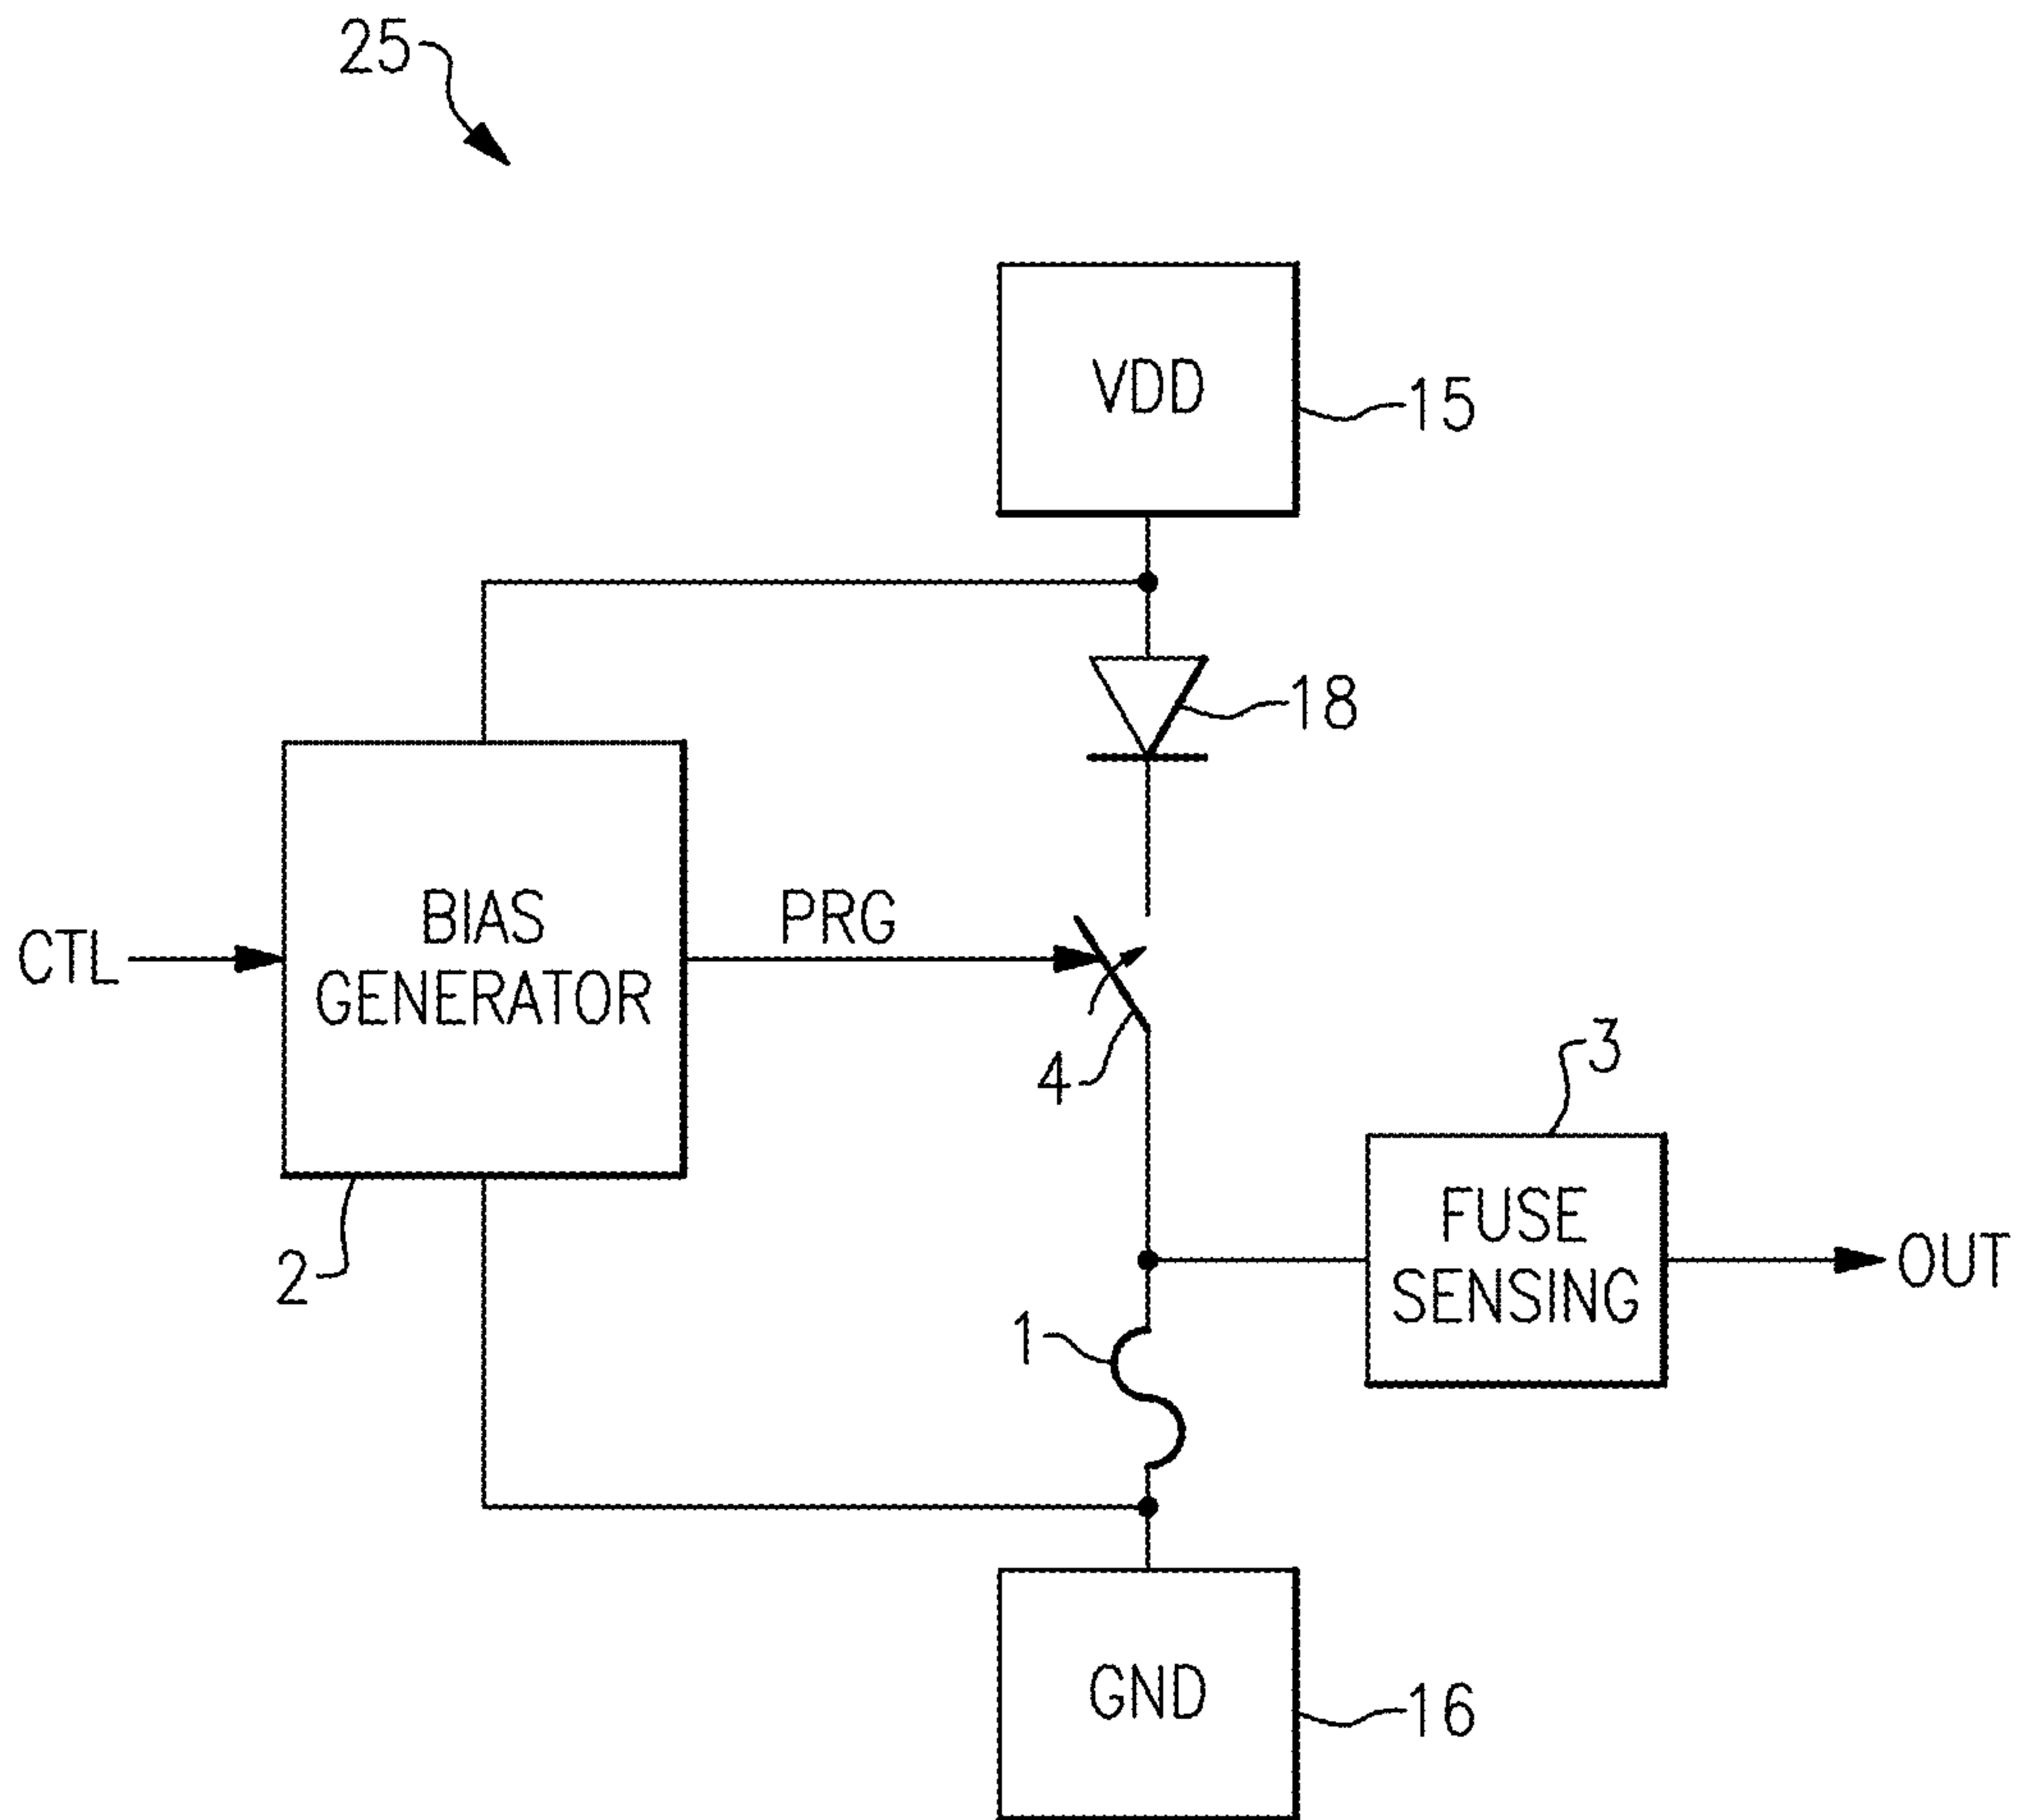 25
VDD
15
18
BIAS
GENERATOR
CTL
PRG
4
3
2
FUSE
SENSING
OUT
1
GND
16